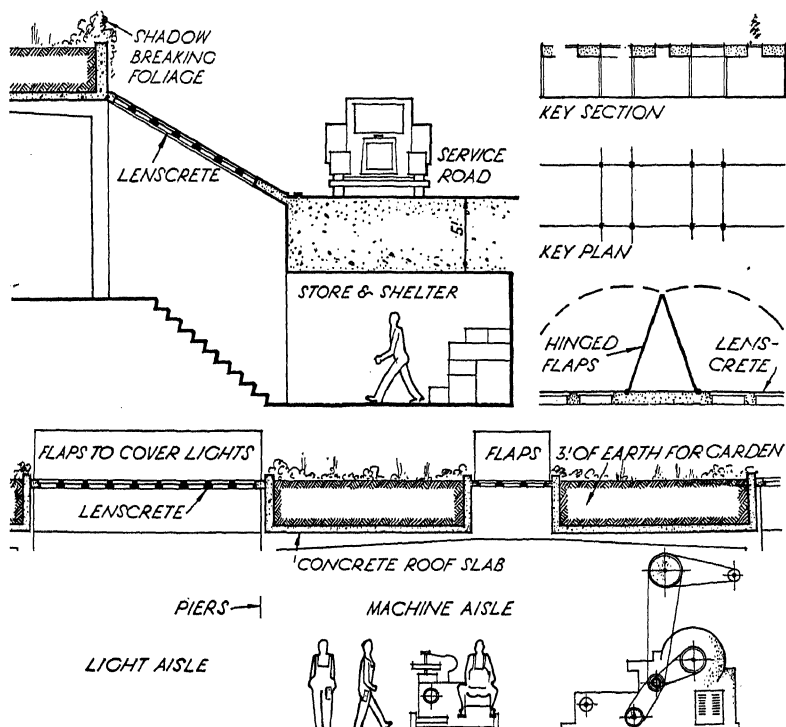 SHADOW
BREAKING
FOLIAGE
LENSCRETE
SERVICE
ROAD
5'
STORE & SHELTER
KEY SECTION
KEY PLAN
HINGED
FLAPS
LENS-
CRETE
FLAPS TO COVER LIGHTS
FLAPS
3' OF EARTH FOR GARDEN
LENSCRETE
CONCRETE ROOF SLAB
PIERS
MACHINE AISLE
LIGHT AISLE